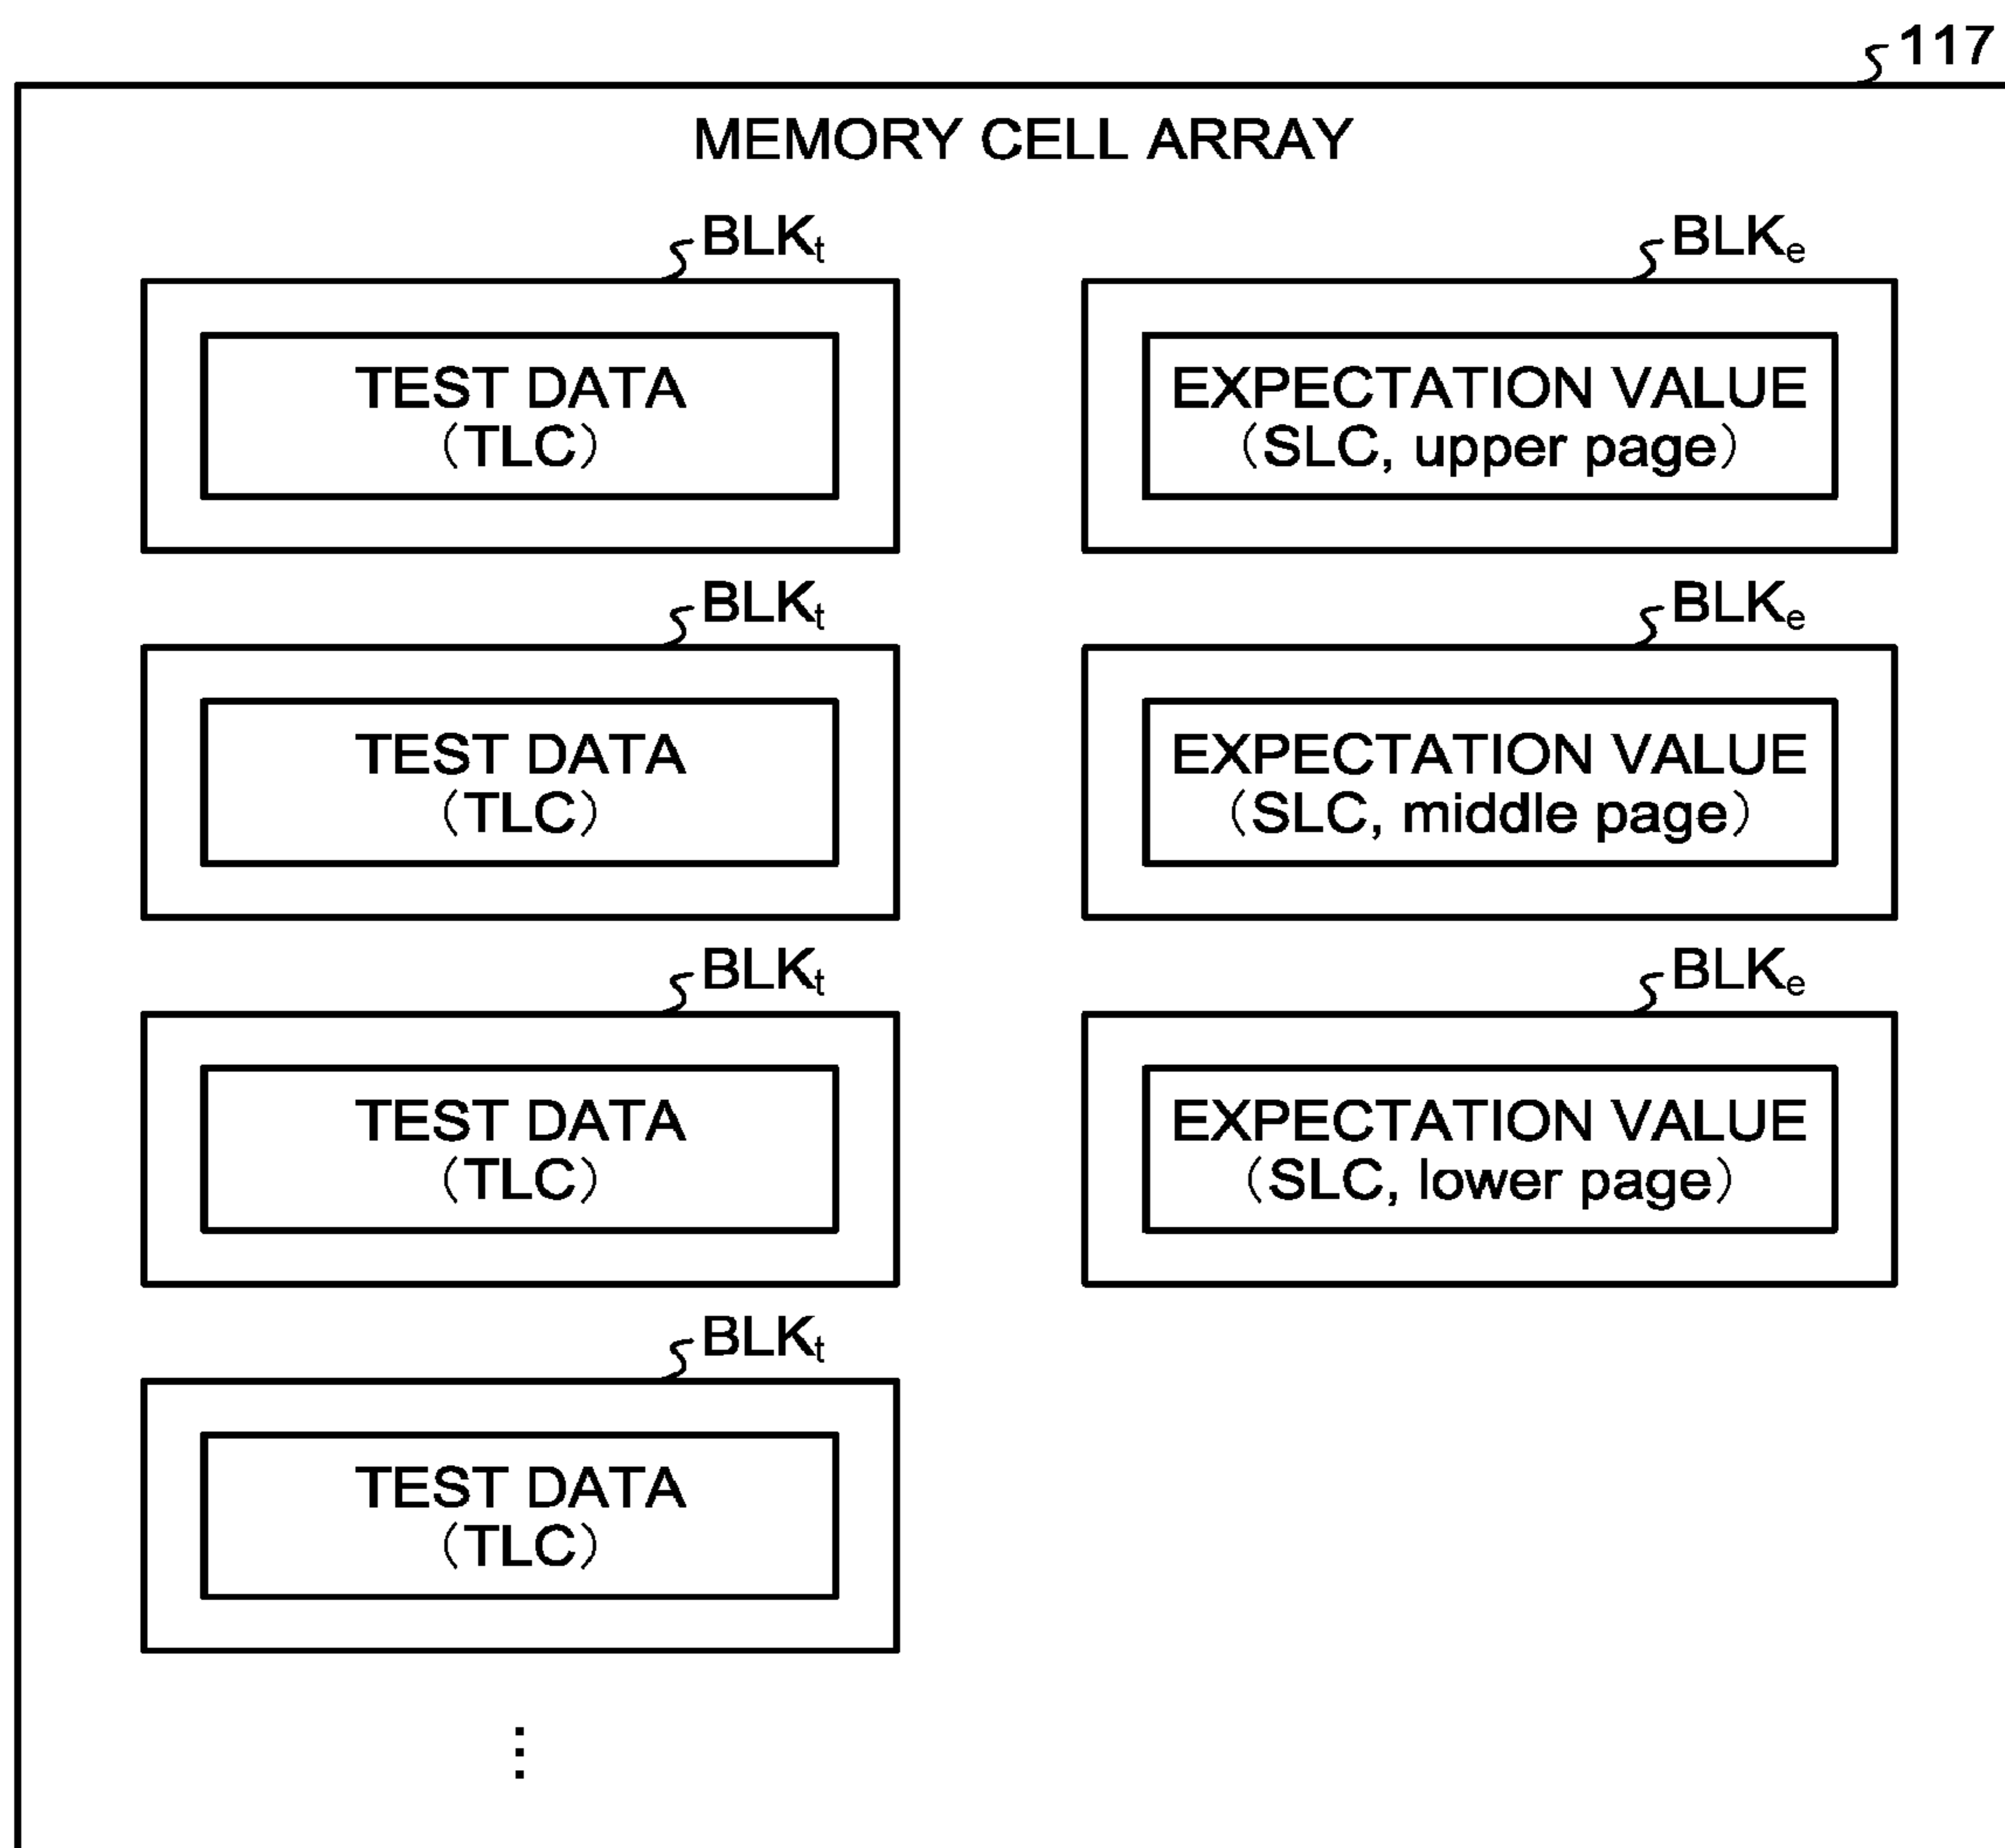 117
MEMORY CELL ARRAY
BLKt BLKe
TEST DATA
(TLC)
EXPECTATION VALUE
(SLC, upper page)
BLKt BLKe
TEST DATA
(TLC)
EXPECTATION VALUE
(SLC, middle page)
BLKt BLKe
TEST DATA
(TLC)
EXPECTATION VALUE
(SLC, lower page)
BLKt
TEST DATA
(TLC)
⋮